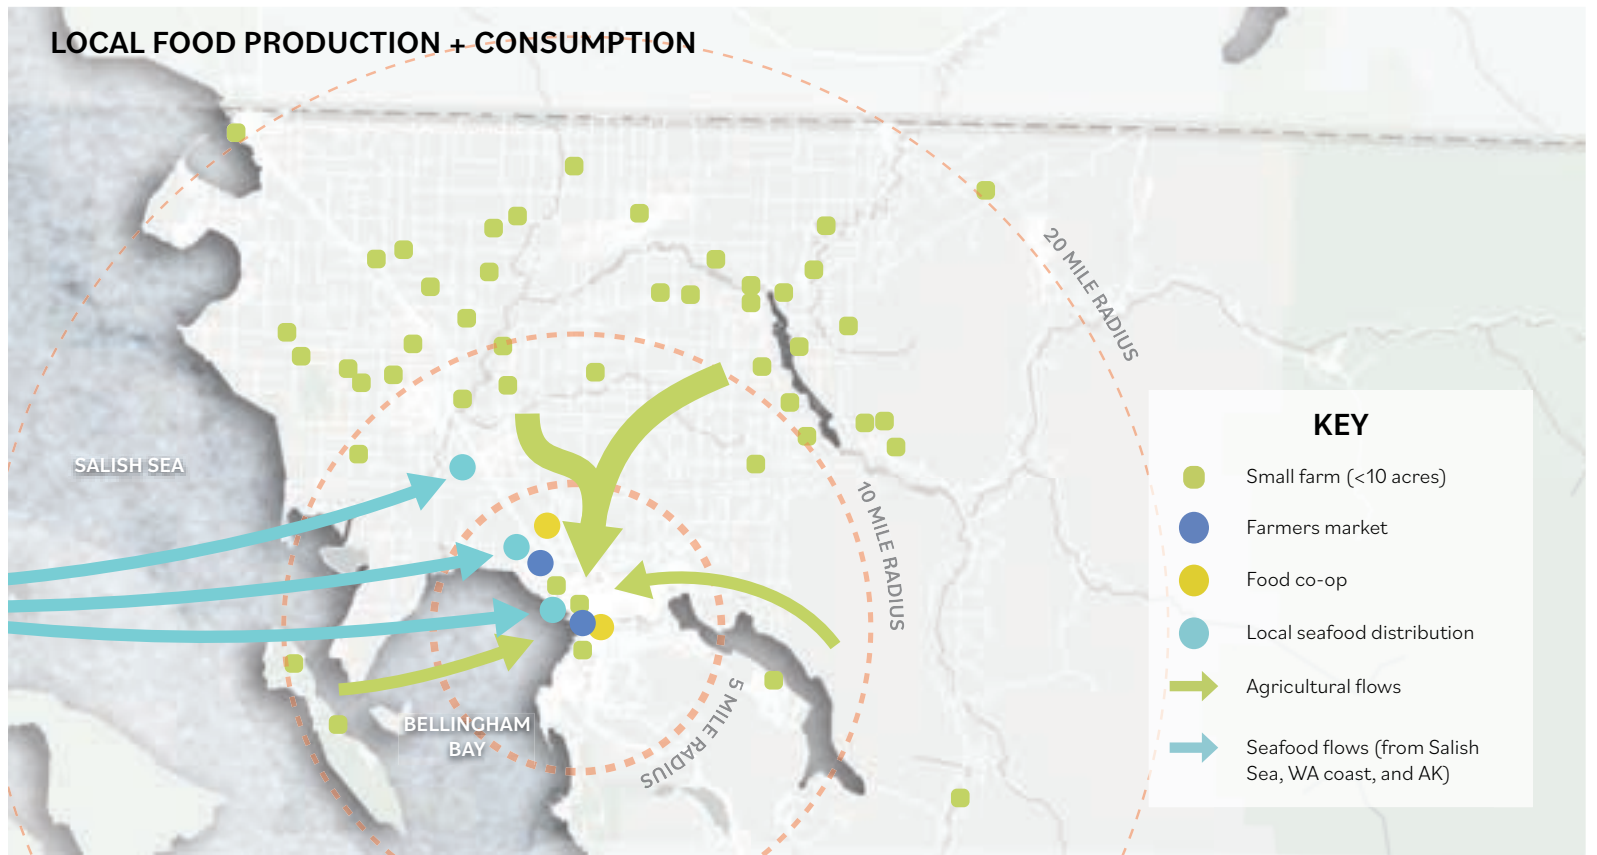 LOCAL FOOD PRODUCTION + CONSUMPTION
20 MILE RADIUS
KEY
SALISH SEA
Small farm (<10 acres)
10 MILE RADIUS
Farmers market
Food co-op
Local seafood distribution
5 MILE RADIUS
Agricultural flows
BELLINGHAM
BAY
Seafood flows (from Salish
Sea, WA coast, and AK)